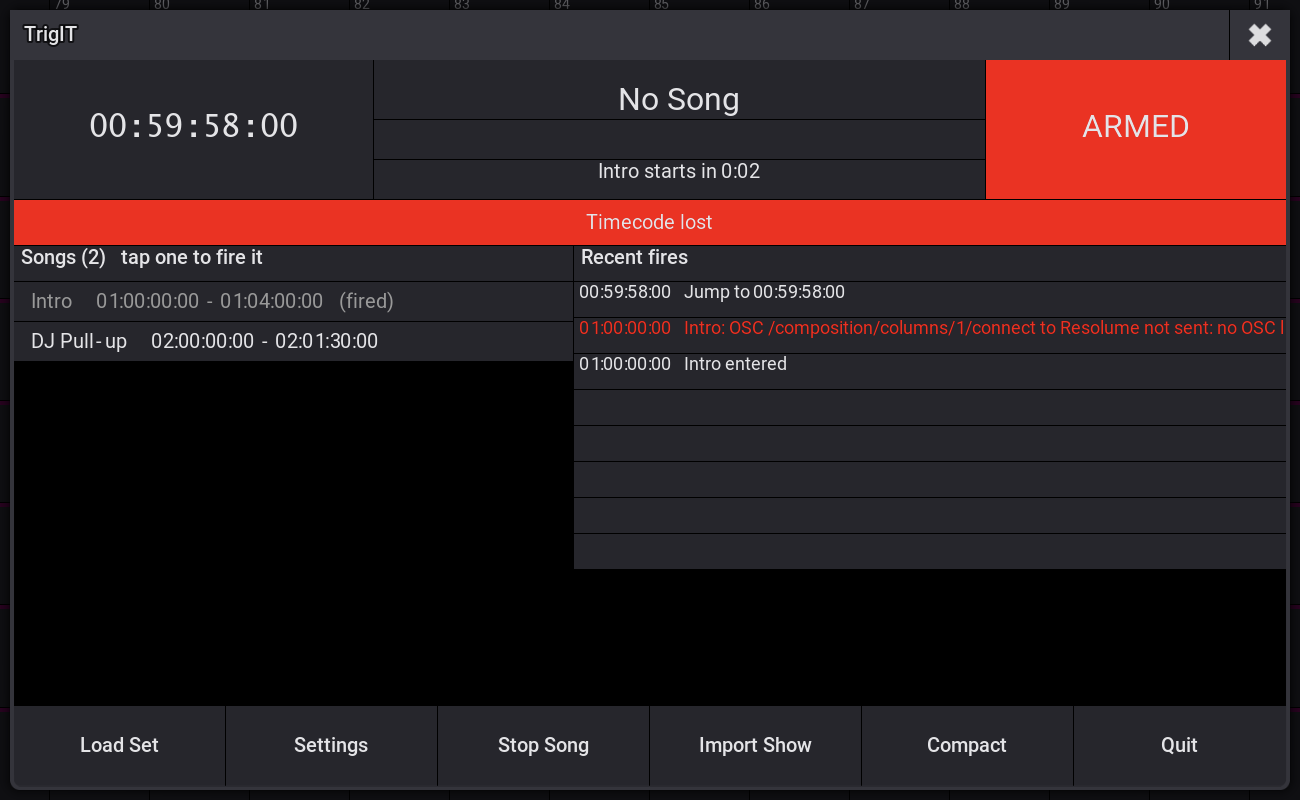 79 80 81 82 83 84 85 86 87 88 89 90 91
TrigIT
00:59:58:00
No Song
Intro starts in 0:02
ARMED
Timecode lost
Songs (2) tap one to fire it
Intro 01:00:00:00 - 01:04:00:00 (fired)
DJ Pull-up 02:00:00:00 - 02:01:30:00
Recent fires
00:59:58:00 Jump to 00:59:58:00
01:00:00:00 Intro: OSC /composition/columns/1/connect to Resolume not sent: no OSC l
01:00:00:00 Intro entered
Load Set
Settings
Stop Song
Import Show
Compact
Quit